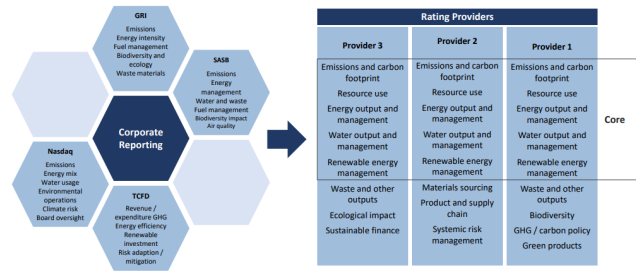 GRI
Emissions
Energy intensity
Fuel management
Biodiversity and
ecology
Waste materials
SASB
Emissions
Energy
management
Water and waste
Fuel management
Biodiversity impact
Air quality
Corporate
Reporting
Nasdaq
Emissions
Energy mix
Water usage
Environmental
operations
Climate risk
Board oversight
TCFD
Revenue /
expenditure GHG
Energy efficiency
Renewable
investment
Risk adaption /
mitigation
Rating Providers
Provider 3
Emissions and carbon
footprint
Resource use
Energy output and
management
Water output and
management
Renewable energy
management
Waste and other
outputs
Ecological impact
Sustainable finance
Provider 2
Emissions and carbon
footprint
Resource use
Energy output and
management
Water output and
management
Renewable energy
management
Materials sourcing
Product and supply
chain
Systemic risk
management
Provider 1
Emissions and carbon
footprint
Resource use
Energy output and
management
Water output and
management
Renewable energy
management
Waste and other
outputs
Biodiversity
GHG / carbon policy
Green products
Core